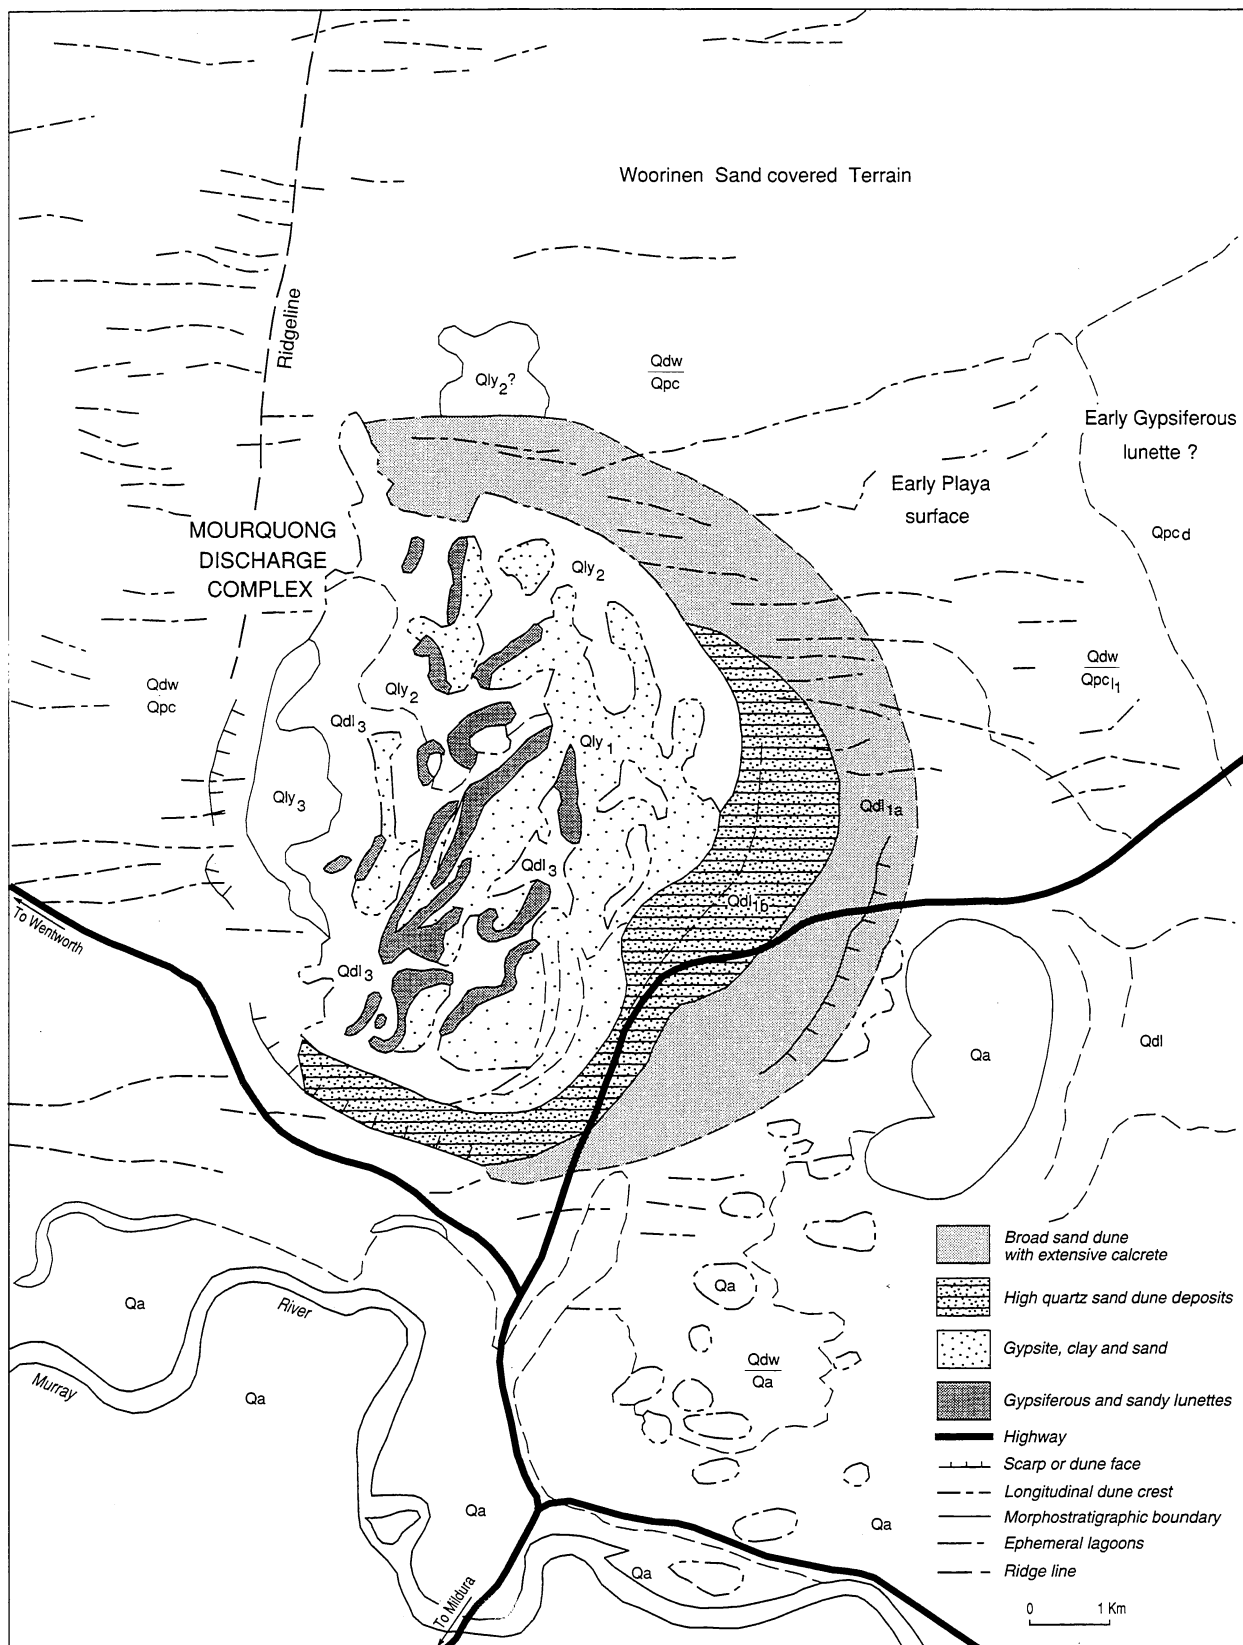 Woorinen Sand covered Terrain
Ridgeline
Qly2?
Qdw
Qpc
Early Gypsiferous
lunette ?
Early Playa
surface
Qpcd
MOURQUONG
DISCHARGE
COMPLEX
Qly2
Qdw
Qpcl1
Qdw
Qpc
Qly2
Qdl3
Qly1
Qly3
Qdl1a
Qdl3
Qdl1b
To Wentworth
Qdl3
Qa
Qdl
Qa
River
Qa
Murray
Qa
Qdw
Qa
Qa
Qa
Qa
To Mildura
Broad sand dune
with extensive calcrete
High quartz sand dune deposits
Gypsite, clay and sand
Gypsiferous and sandy lunettes
Highway
Scarp or dune face
Longitudinal dune crest
Morphostratigraphic boundary
Ephemeral lagoons
Ridge line
0 1 Km